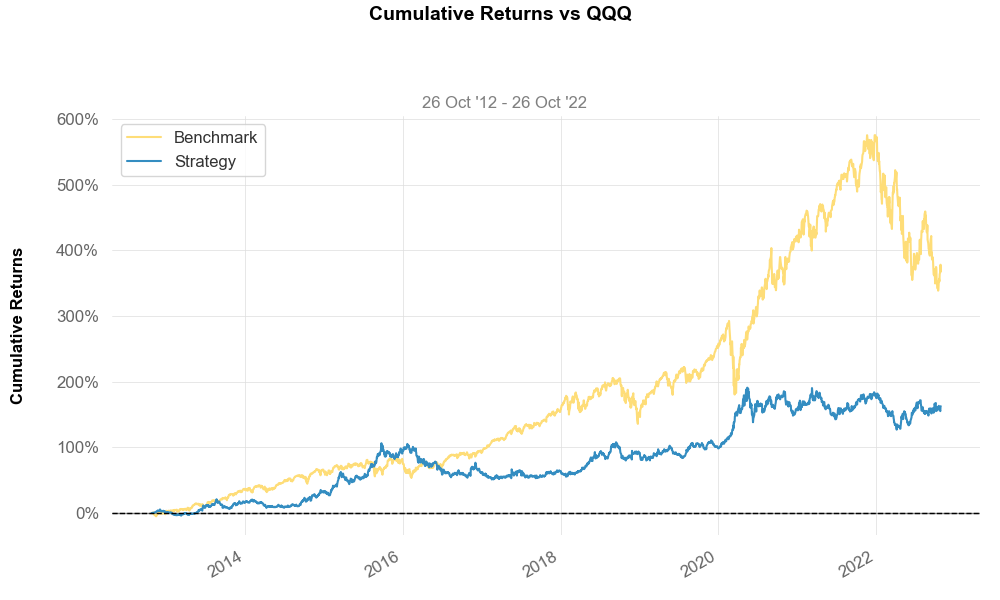 Cumulative Returns vs QQQ
26 Oct '12 - 26 Oct '22
Benchmark
Strategy
Cumulative Returns
600%
500%
400%
300%
200%
100%
0%
2014
2016
2018
2020
2022